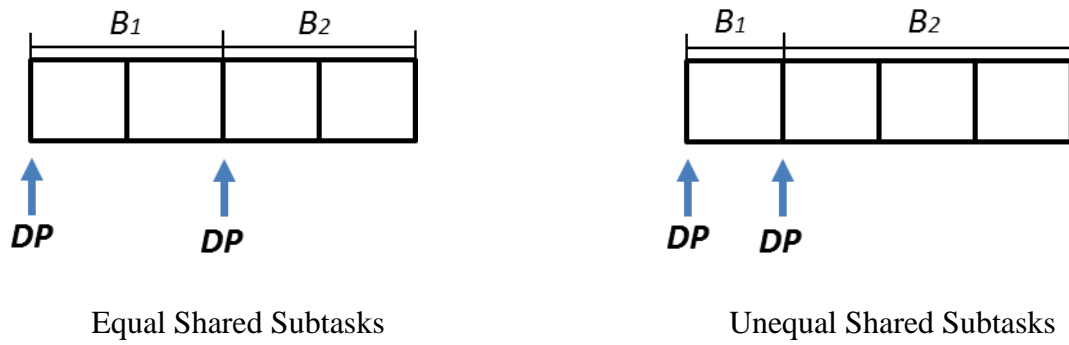 B1 B2 B1 B2
DP DP DP DP
Equal Shared Subtasks Unequal Shared Subtasks